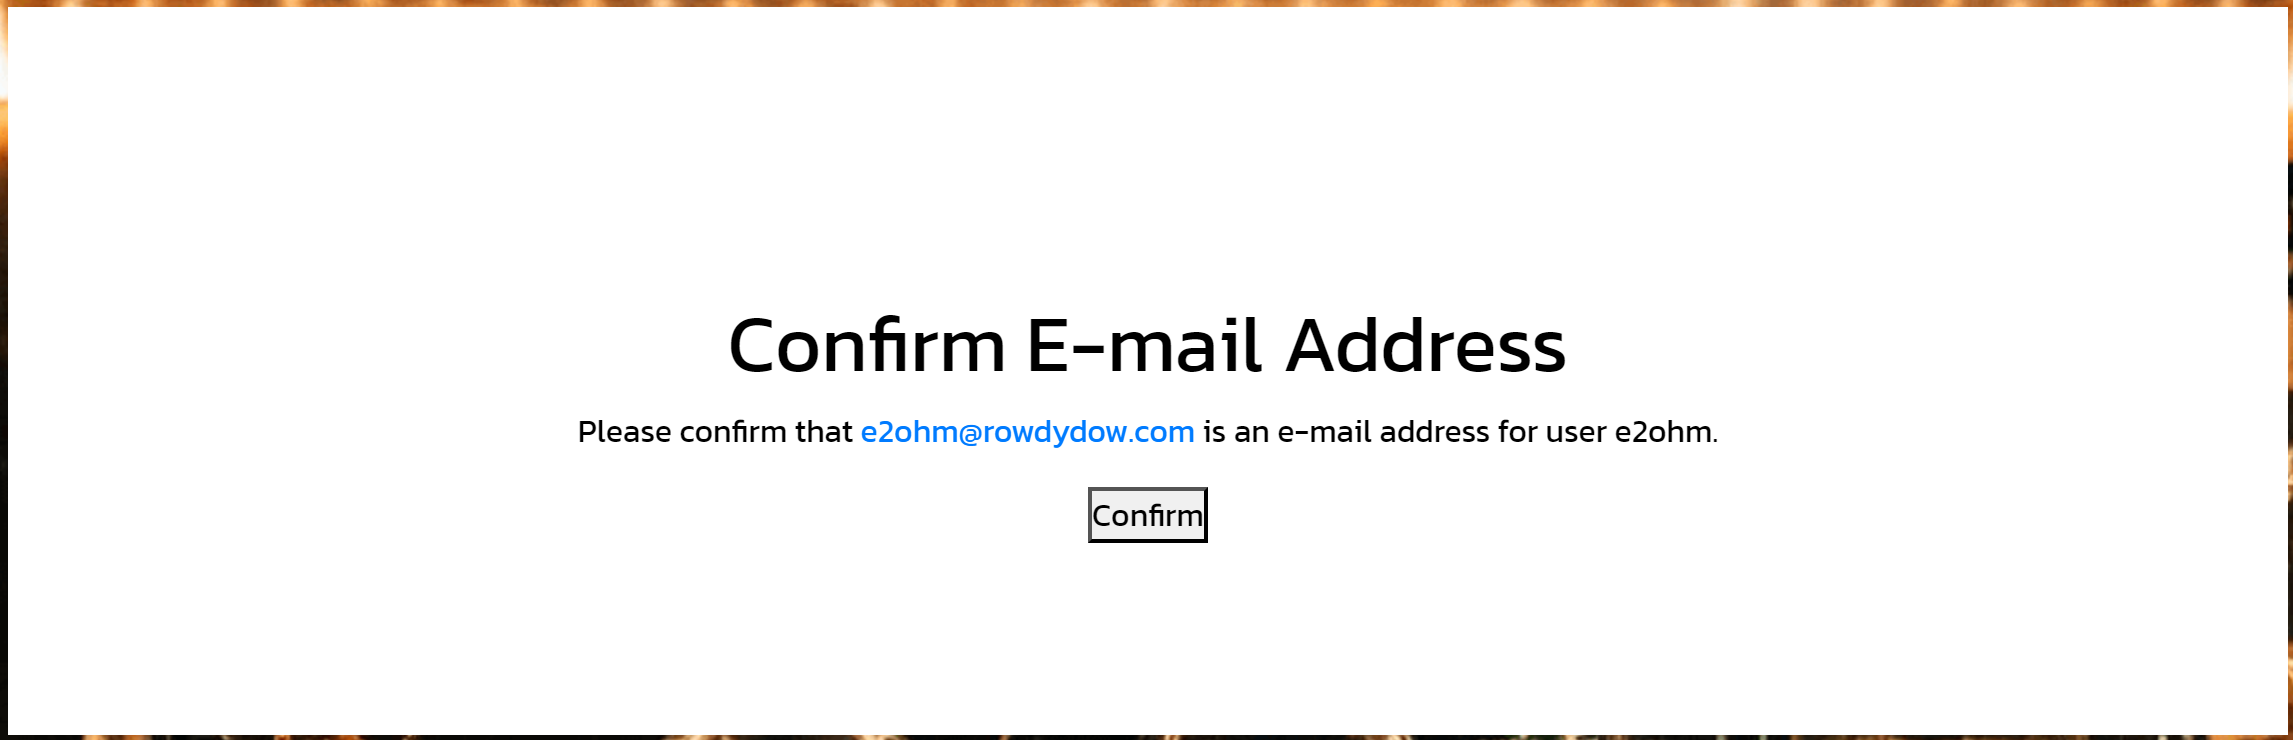 Confirm E-mail Address
Please confirm that e2ohm@rowdydow.com is an e-mail address for user e2ohm.
Confirm